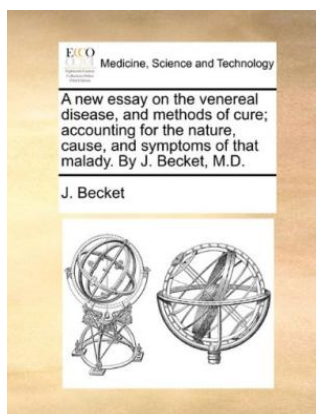 ECCO
Medicine, Science and Technology
A new essay on the venereal
disease, and methods of cure;
accounting for the nature,
cause, and symptoms of that
malady. By J. Becket, M.D.
J. Becket